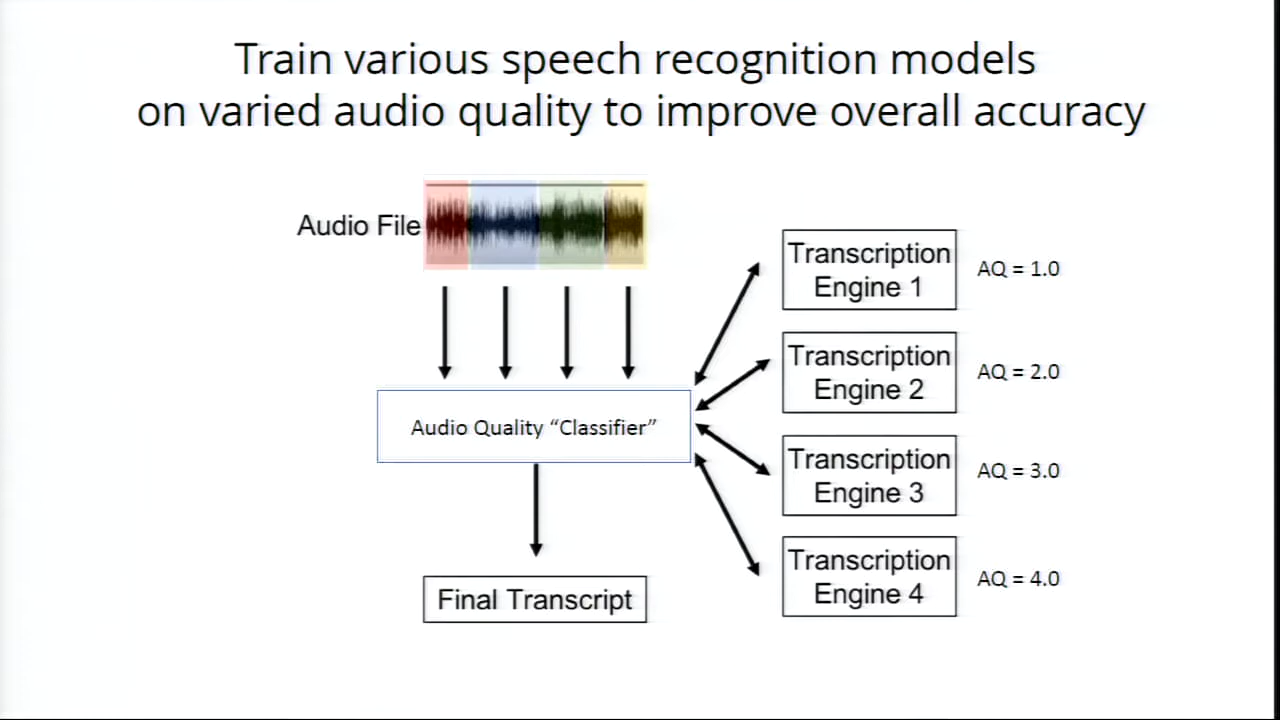 Train various speech recognition models
on varied audio quality to improve overall accuracy
Audio File
Transcription
Engine 1
AQ = 1.0
Transcription
Engine 2
AQ = 2.0
Audio Quality “Classifier”
Transcription
Engine 3
AQ = 3.0
Transcription
Engine 4
AQ = 4.0
Final Transcript